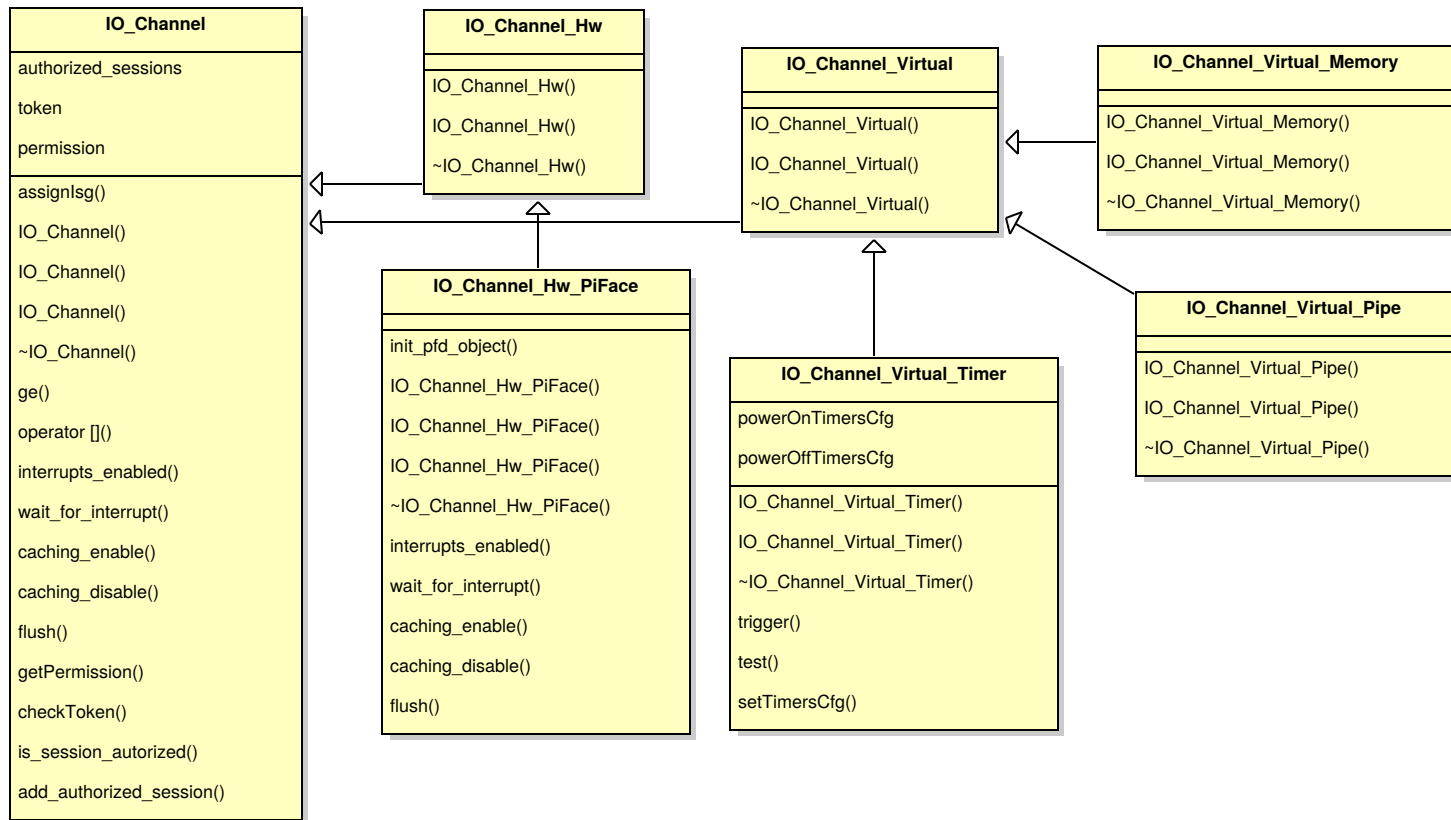 IO_Channel
authorized_sessions
token
permission
assignIsg()
IO_Channel()
IO_Channel()
IO_Channel()
~IO_Channel()
ge()
operator []()
interrupts_enabled()
wait_for_interrupt()
caching_enable()
caching_disable()
flush()
getPermission()
checkToken()
is_session_autorized()
add_authorized_session()
IO_Channel_Hw
IO_Channel_Hw()
IO_Channel_Hw()
~IO_Channel_Hw()
IO_Channel_Hw_PiFace
init_pfd_object()
IO_Channel_Hw_PiFace()
IO_Channel_Hw_PiFace()
IO_Channel_Hw_PiFace()
~IO_Channel_Hw_PiFace()
interrupts_enabled()
wait_for_interrupt()
caching_enable()
caching_disable()
flush()
IO_Channel_Virtual
IO_Channel_Virtual()
IO_Channel_Virtual()
~IO_Channel_Virtual()
IO_Channel_Virtual_Timer
powerOnTimersCfg
powerOffTimersCfg
IO_Channel_Virtual_Timer()
IO_Channel_Virtual_Timer()
~IO_Channel_Virtual_Timer()
trigger()
test()
setTimersCfg()
IO_Channel_Virtual_Memory
IO_Channel_Virtual_Memory()
IO_Channel_Virtual_Memory()
~IO_Channel_Virtual_Memory()
IO_Channel_Virtual_Pipe
IO_Channel_Virtual_Pipe()
IO_Channel_Virtual_Pipe()
~IO_Channel_Virtual_Pipe()